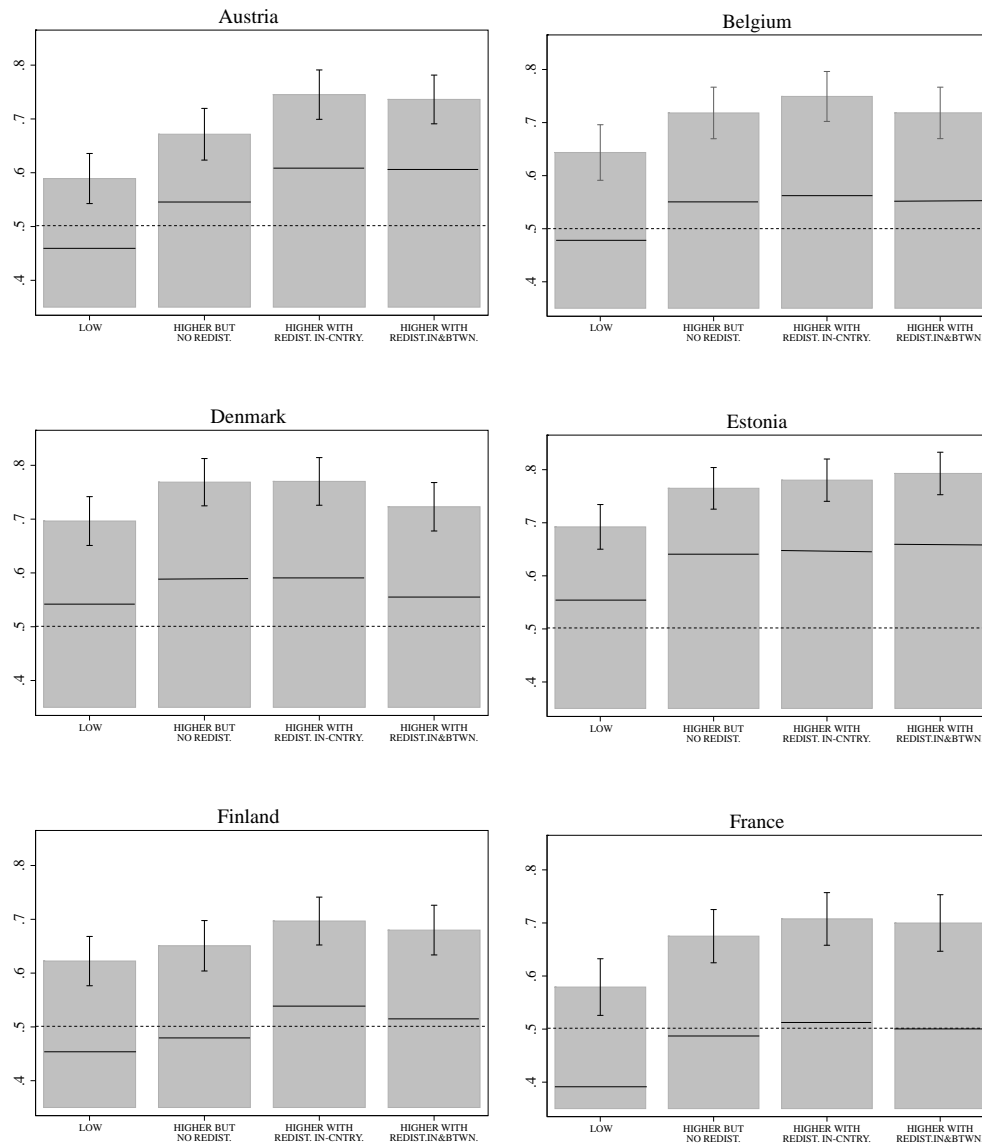 Austria
.8
.7
.6
.5
.4
LOW
HIGHER BUT
NO REDIST.
HIGHER WITH
REDIST. IN-CNTRY.
HIGHER WITH
REDIST.IN&BTWN.
Belgium
.8
.7
.6
.5
.4
LOW
HIGHER BUT
NO REDIST.
HIGHER WITH
REDIST. IN-CNTRY.
HIGHER WITH
REDIST.IN&BTWN
Denmark
.8
.7
.6
.5
.4
LOW
HIGHER BUT
NO REDIST.
HIGHER WITH
REDIST. IN-CNTRY.
HIGHER WITH
REDIST.IN&BTWN.
Estonia
.8
.7
.6
.5
.4
LOW
HIGHER BUT
NO REDIST.
HIGHER WITH
REDIST. IN-CNTRY.
HIGHER WITH
REDIST.IN&BTWN
Finland
.8
.7
.6
.5
.4
LOW
HIGHER BUT
NO REDIST.
HIGHER WITH
REDIST. IN-CNTRY.
HIGHER WITH
REDIST.IN&BTWN.
France
.8
.7
.6
.5
.4
LOW
HIGHER BUT
NO REDIST.
HIGHER WITH
REDIST. IN-CNTRY.
HIGHER WITH
REDIST.IN&BTWN